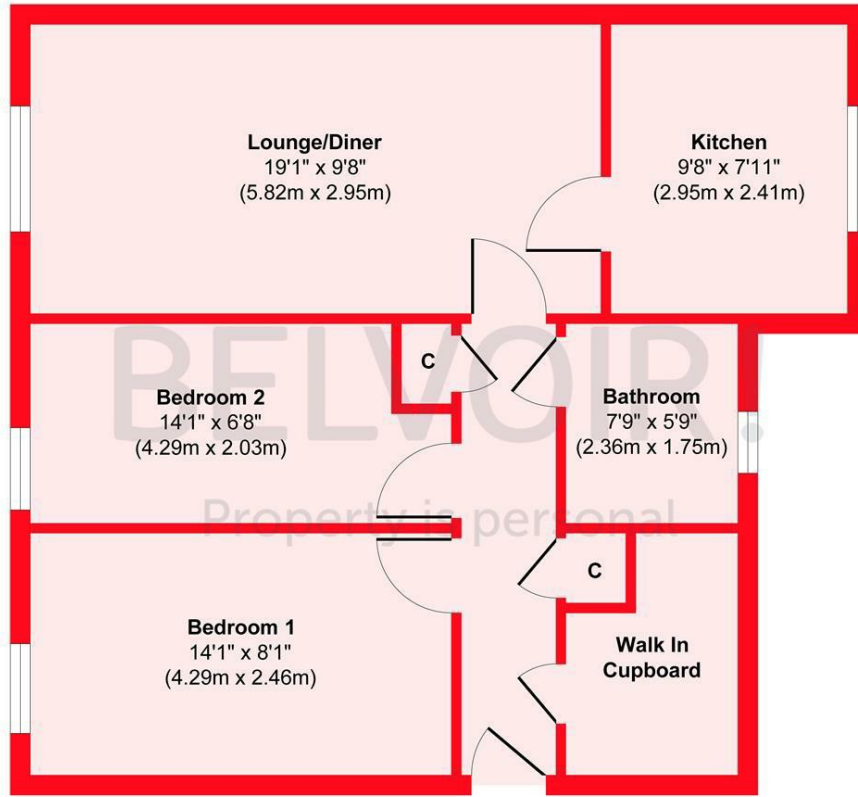 Lounge/Diner
19'1" x 9'8"
(5.82m x 2.95m)
Kitchen
9'8" x 7'11"
(2.95m x 2.41m)
BELVOIR!
Property is personal
C
Bedroom 2
14'1" x 6'8"
(4.29m x 2.03m)
Bathroom
7'9" x 5'9"
(2.36m x 1.75m)
C
Bedroom 1
14'1" x 8'1"
(4.29m x 2.46m)
Walk In
Cupboard